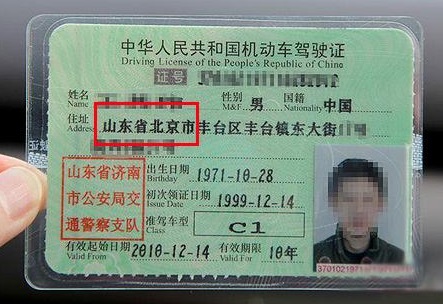 中华人民共和国机动车驾驶证
Driving License of the People's Republic of China
证号
姓名
Name
性别 男
M&F
国籍 中国
Nationality
住址 山东省北京市丰台区丰台镇东大街
Address
山东省济南
市公安局交
通警察支队
出生日期 1971-10-28
Birthday
初次领证日期 1999-12-14
Issue Date
准驾车型 C1
Class
有效起始日期 2010-12-14
Valid From
有效期限 10年
Valid For